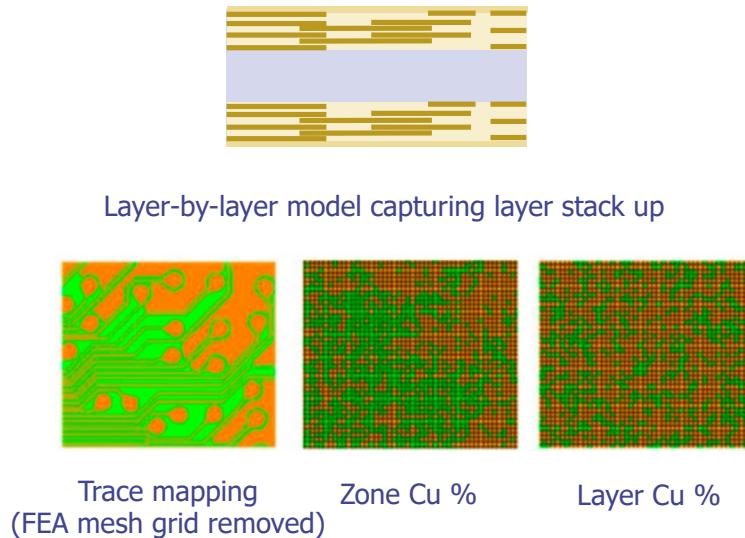 Layer-by-layer model capturing layer stack up
Trace mapping
(FEA mesh grid removed)
Zone Cu %
Layer Cu %